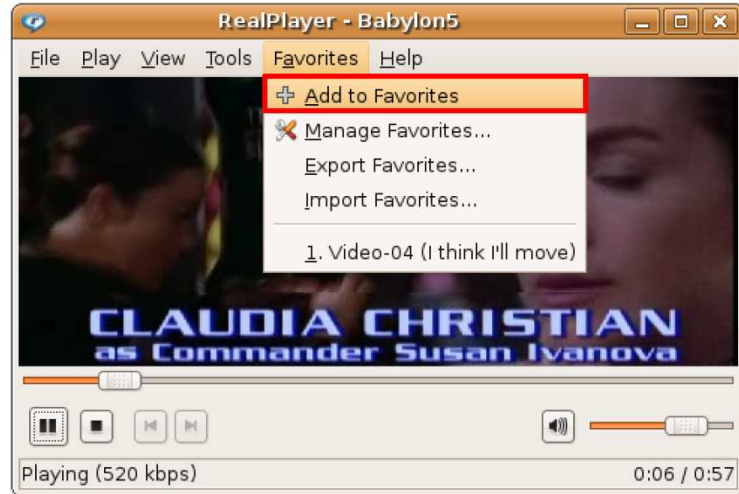 RealPlayer - Babylon5
File Play View Tools Favorites Help
Add to Favorites
Manage Favorites...
Export Favorites...
Import Favorites...
1. Video-04 (I think I'll move)
CLAUDIA CHRISTIAN
as Commander Susan Ivanova
Playing (520 kbps) 0:06 / 0:57